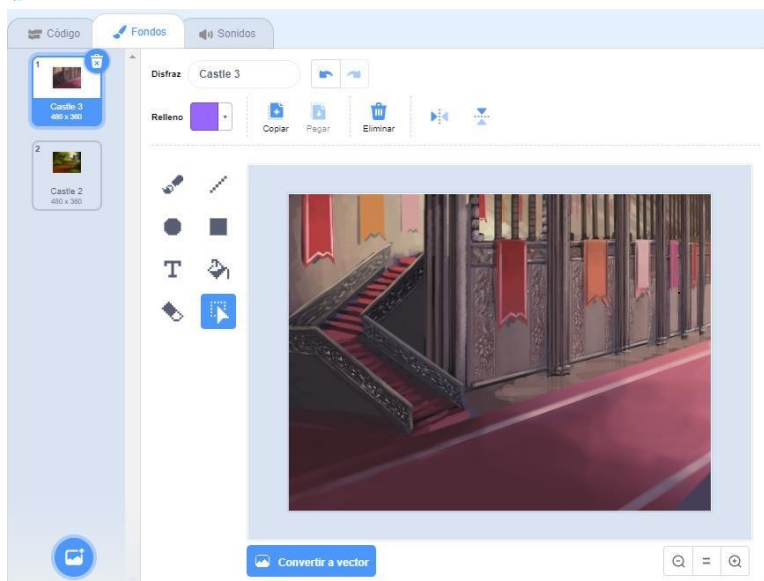 Código
Fondos
Sonidos
1
Castle 3
480 x 360
2
Castle 2
480 x 360
Disfraz
Castle 3
Relleno
Copiar
Pegar
Eliminar
T
Convertir a vector